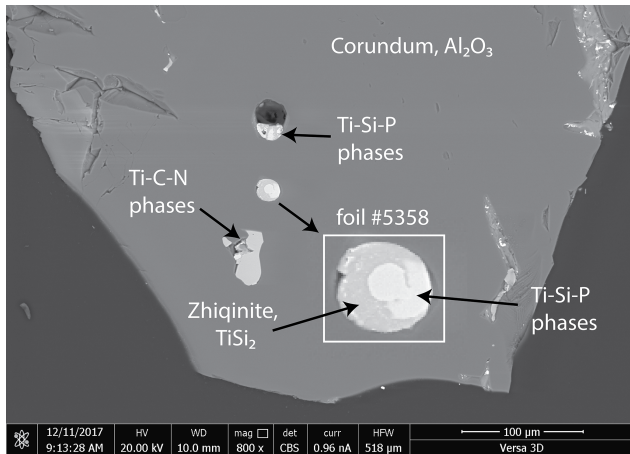 Corundum, Al₂O₃
Ti-Si-P
phases
Ti-C-N
phases
foil #5358
Zhiqinite,
TiSi₂
Ti-Si-P
phases
12/11/2017 HV WD mag □ det curr HFW 100 µm
9:13:28 AM 20.00 kV 10.0 mm 800 x CBS 0.96 nA 518 µm Versa 3D